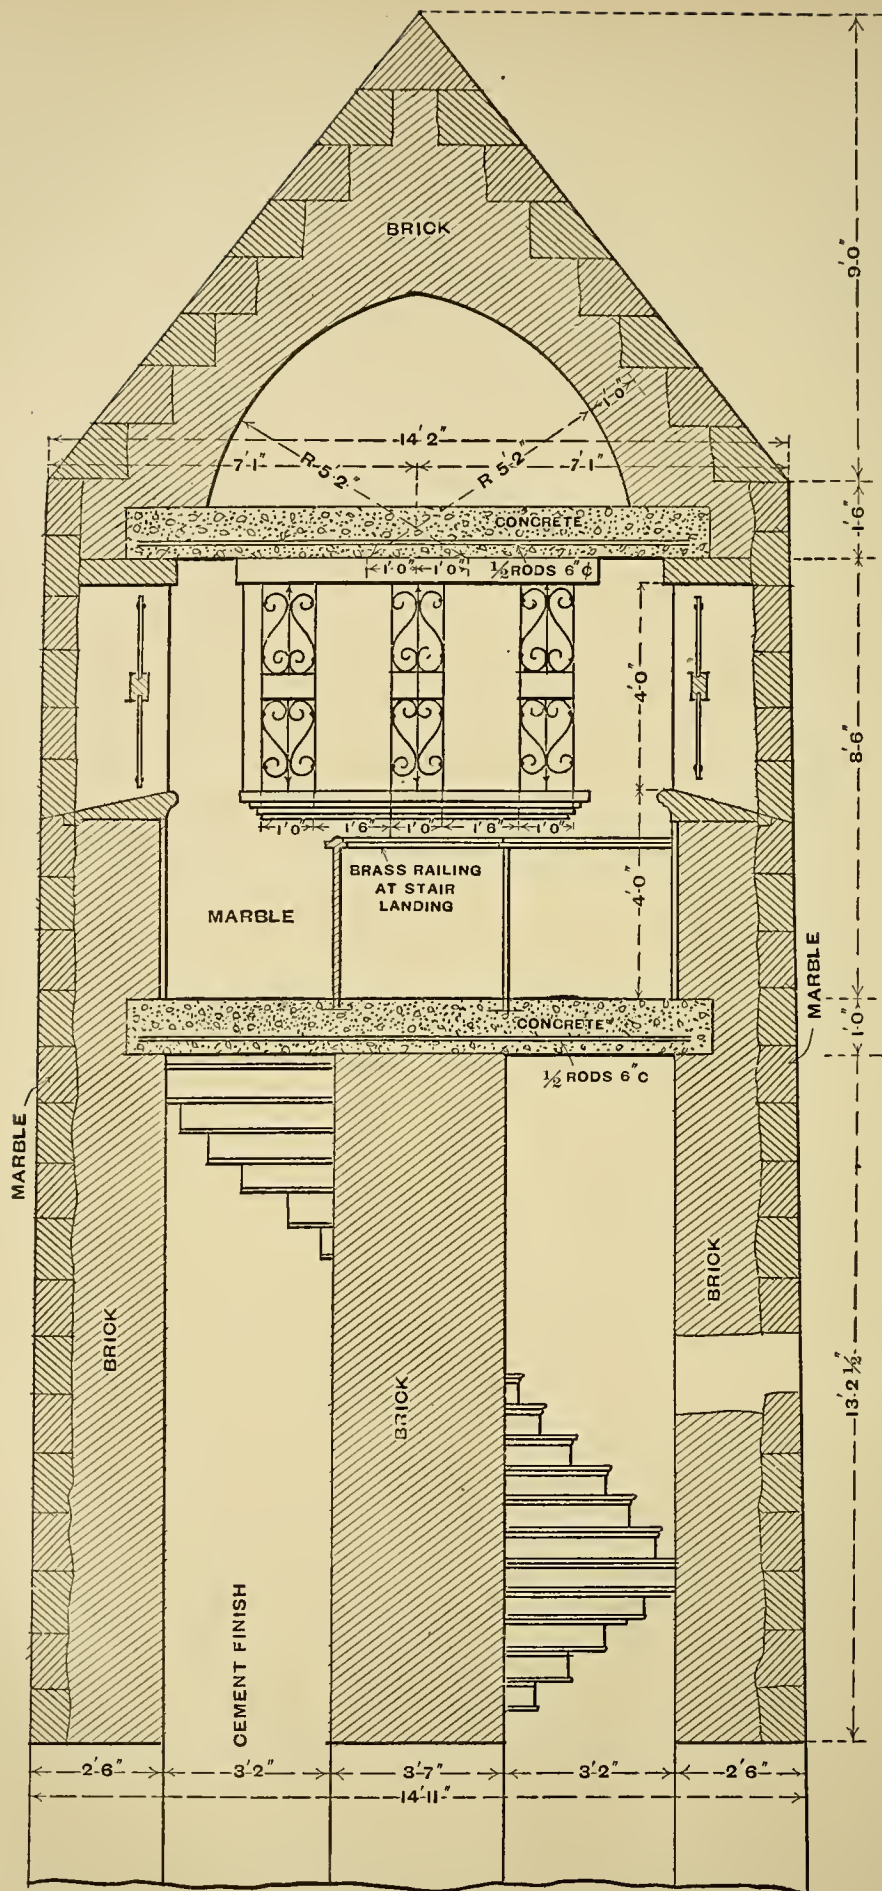 BRICK
9'0"
1'0"
14'2"
7'1"
7'1"
R 5'2"
R 5'2"
1'6"
CONCRETE
1'0" 1'0"
½ RODS 6"¢
4'0"
8'6"
1'0" 1'6" 1'0" 1'6" 1'0"
BRASS RAILING
AT STAIR
LANDING
MARBLE
4'0"
MARBLE
CONCRETE
1'0"
½ RODS 6"C
MARBLE
BRICK
BRICK
BRICK
13'2½"
CEMENT FINISH
2'6" 3'2" 3'7" 3'2" 2'6"
14'11"